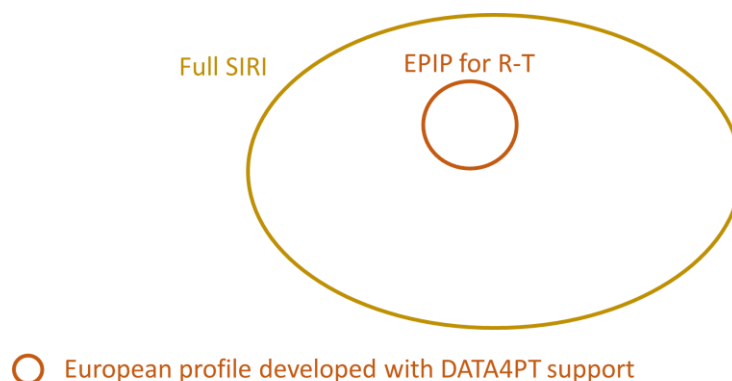 Full SIRI
EPIP for R-T
European profile developed with DATA4PT support